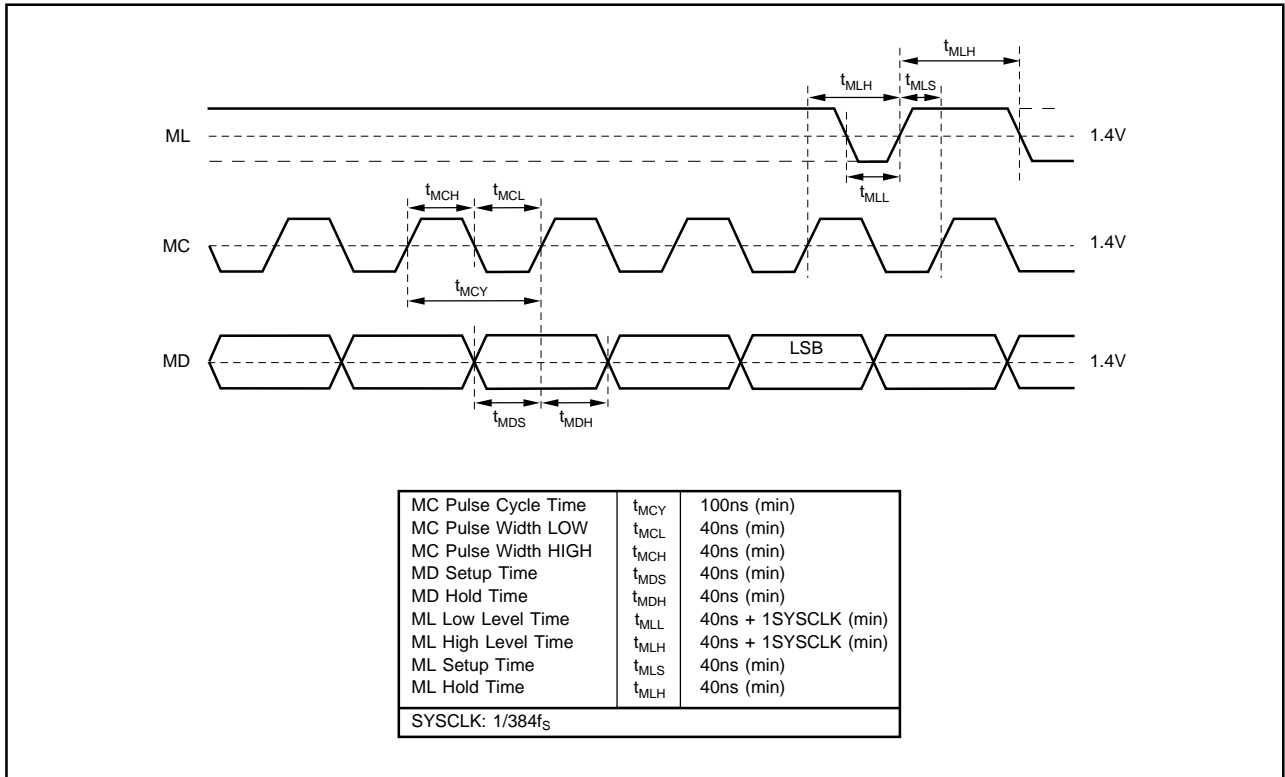 tMLH
tMLH tMLS
ML 1.4V
tMLL
tMCH tMCL
MC 1.4V
tMCY
LSB
MD 1.4V
tMDS tMDH
MC Pulse Cycle Time tMCY 100ns (min)
MC Pulse Width LOW tMCL 40ns (min)
MC Pulse Width HIGH tMCH 40ns (min)
MD Setup Time tMDS 40ns (min)
MD Hold Time tMDH 40ns (min)
ML Low Level Time tMLL 40ns + 1SYSCLK (min)
ML High Level Time tMLH 40ns + 1SYSCLK (min)
ML Setup Time tMLS 40ns (min)
ML Hold Time tMLH 40ns (min)
SYSCLK: 1/384fS